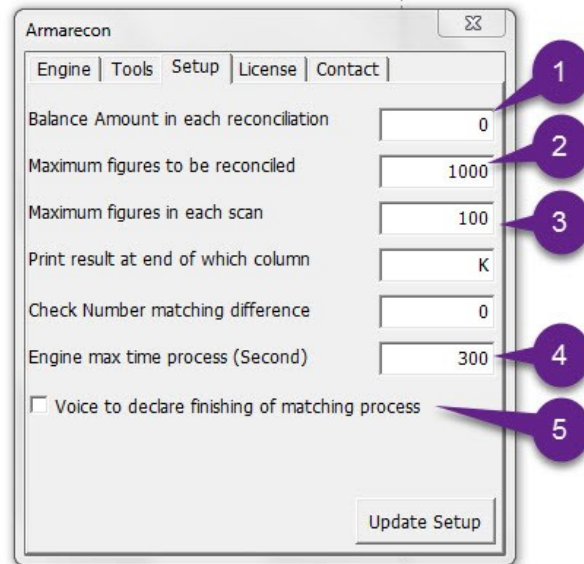 Armarecon
Engine Tools Setup License Contact
Balance Amount in each reconciliation 0
1
Maximum figures to be reconciled 1000
2
Maximum figures in each scan 100
3
Print result at end of which column K
Check Number matching difference 0
Engine max time process (Second) 300
4
Voice to declare finishing of matching process
5
Update Setup